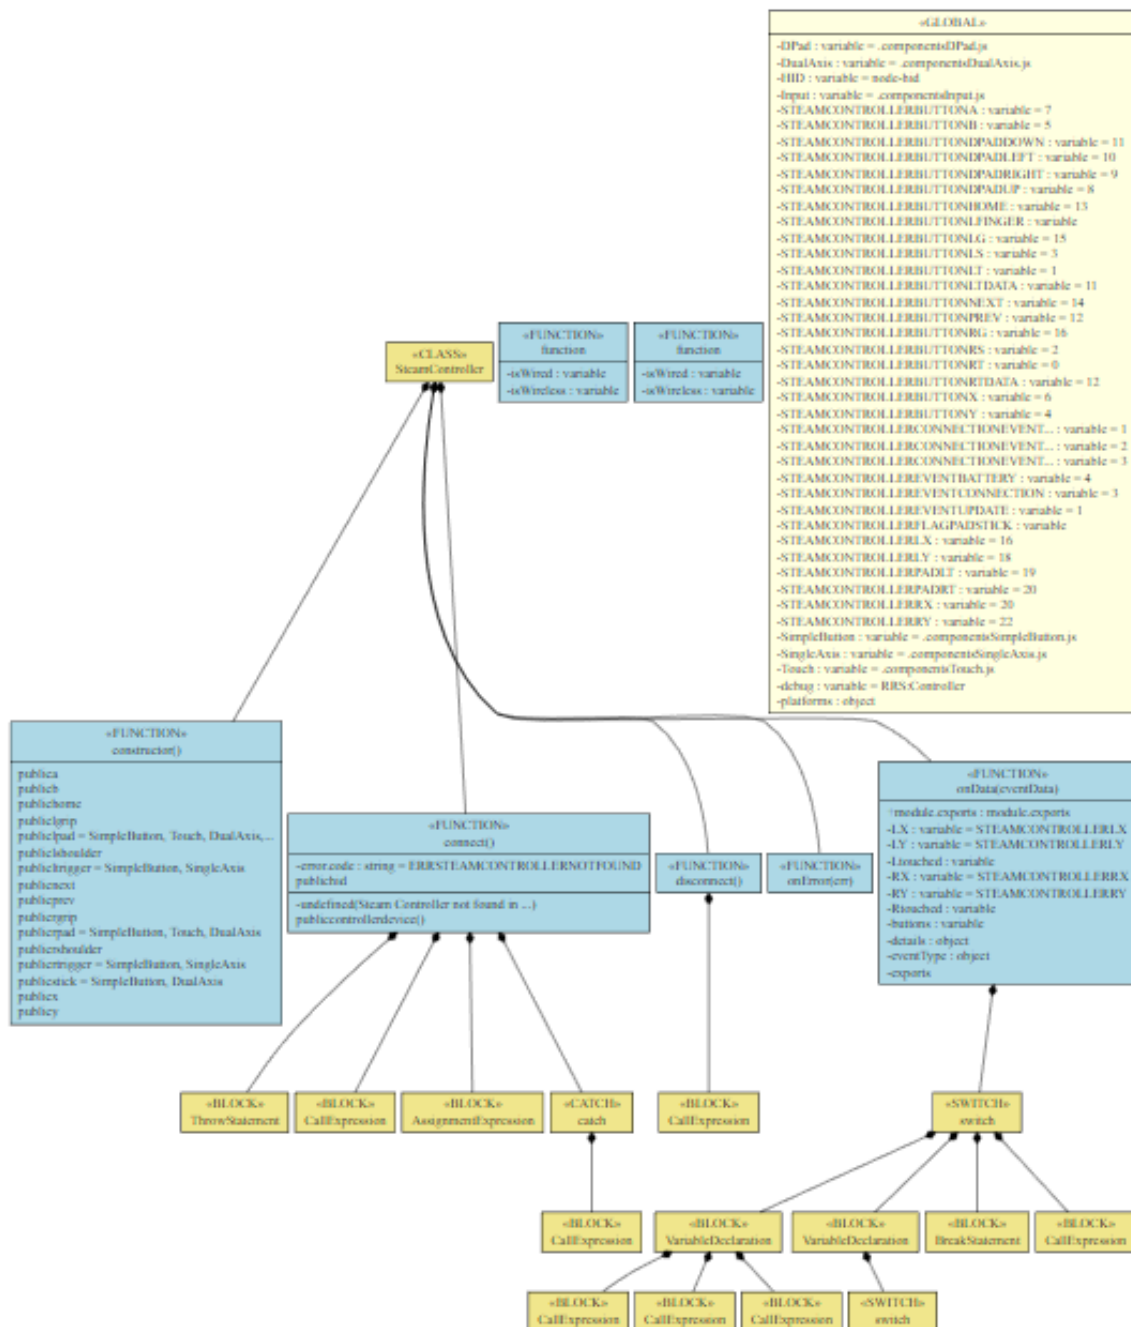 «GLOBAL»
-DPad : variable = .componentsDPad.js
-DualAxis : variable = .componentsDualAxis.js
-HID : variable = node-hid
-Input : variable = .componentsInput.js
-STEAMCONTROLLERBUTTONA : variable = 7
-STEAMCONTROLLERBUTTONB : variable = 5
-STEAMCONTROLLERBUTTONDPADDOWN : variable = 11
-STEAMCONTROLLERBUTTONDPADLEFT : variable = 10
-STEAMCONTROLLERBUTTONDPADRIGHT : variable = 9
-STEAMCONTROLLERBUTTONDPADUP : variable = 8
-STEAMCONTROLLERBUTTONHOME : variable = 13
-STEAMCONTROLLERBUTTONLFINGER : variable
-STEAMCONTROLLERBUTTONLG : variable = 15
-STEAMCONTROLLERBUTTONLS : variable = 3
-STEAMCONTROLLERBUTTONLT : variable = 1
-STEAMCONTROLLERBUTTONLTDATA : variable = 11
-STEAMCONTROLLERBUTTONNEXT : variable = 14
-STEAMCONTROLLERBUTTONPREV : variable = 12
-STEAMCONTROLLERBUTTONRG : variable = 16
-STEAMCONTROLLERBUTTONRS : variable = 2
-STEAMCONTROLLERBUTTONRT : variable = 0
-STEAMCONTROLLERBUTTONRTDATA : variable = 12
-STEAMCONTROLLERBUTTONX : variable = 6
-STEAMCONTROLLERBUTTONY : variable = 4
-STEAMCONTROLLERCONNECTIONEVENT... : variable = 1
-STEAMCONTROLLERCONNECTIONEVENT... : variable = 2
-STEAMCONTROLLERCONNECTIONEVENT... : variable = 3
-STEAMCONTROLLEREVENTBATTERY : variable = 4
-STEAMCONTROLLEREVENTCONNECTION : variable = 3
-STEAMCONTROLLEREVENTUPDATE : variable = 1
-STEAMCONTROLLERFLAGPADSTICK : variable
-STEAMCONTROLLERLX : variable = 16
-STEAMCONTROLLERLY : variable = 18
-STEAMCONTROLLERPADLT : variable = 19
-STEAMCONTROLLERPADRT : variable = 20
-STEAMCONTROLLERRX : variable = 20
-STEAMCONTROLLERRY : variable = 22
-SimpleButton : variable = .componentsSimpleButton.js
-SingleAxis : variable = .componentsSingleAxis.js
-Touch : variable = .componentsTouch.js
-debug : variable = RRS:Controller
-platforms : object
«CLASS»
SteamController
«FUNCTION»
function
-isWired : variable
-isWireless : variable
«FUNCTION»
function
-isWired : variable
-isWireless : variable
«FUNCTION»
constructor()
publica
publicb
publichome
publiclgrip
publiclpad = SimpleButton, Touch, DualAxis,...
publiclshoulder
publicltrigger = SimpleButton, SingleAxis
publicnext
publicprev
publicrgrip
publicrpad = SimpleButton, Touch, DualAxis
publicrshoulder
publicrtrigger = SimpleButton, SingleAxis
publicstick = SimpleButton, DualAxis
publicx
publicy
«FUNCTION»
connect()
-error.code : string = ERRSTEAMCONTROLLERNOTFOUND
publichid
-undefined(Steam Controller not found in ...)
publiccontrollerdevice()
«FUNCTION»
disconnect()
«FUNCTION»
onError(err)
«FUNCTION»
onData(eventData)
+module.exports : module.exports
-LX : variable = STEAMCONTROLLERLX
-LY : variable = STEAMCONTROLLERLY
-Ltouched : variable
-RX : variable = STEAMCONTROLLERRX
-RY : variable = STEAMCONTROLLERRY
-Rtouched : variable
-buttons : variable
-details : object
-eventType : object
-exports
«BLOCK»
ThrowStatement
«BLOCK»
CallExpression
«BLOCK»
AssignmentExpression
«CATCH»
catch
«BLOCK»
CallExpression
«SWITCH»
switch
«BLOCK»
CallExpression
«BLOCK»
VariableDeclaration
«BLOCK»
VariableDeclaration
«BLOCK»
BreakStatement
«BLOCK»
CallExpression
«BLOCK»
CallExpression
«BLOCK»
CallExpression
«BLOCK»
CallExpression
«SWITCH»
switch